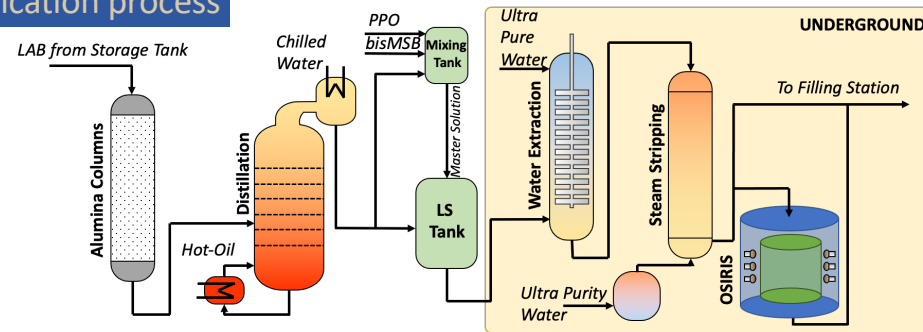 ication process
UNDERGROUND
LAB from Storage Tank
Alumina Columns
Distillation
Hot-Oil
Chilled
Water
PPO
bisMSB
Mixing
Tank
Master Solution
LS
Tank
Ultra
Pure
Water
Water Extraction
Steam Stripping
Ultra Purity
Water
To Filling Station
OSIRIS